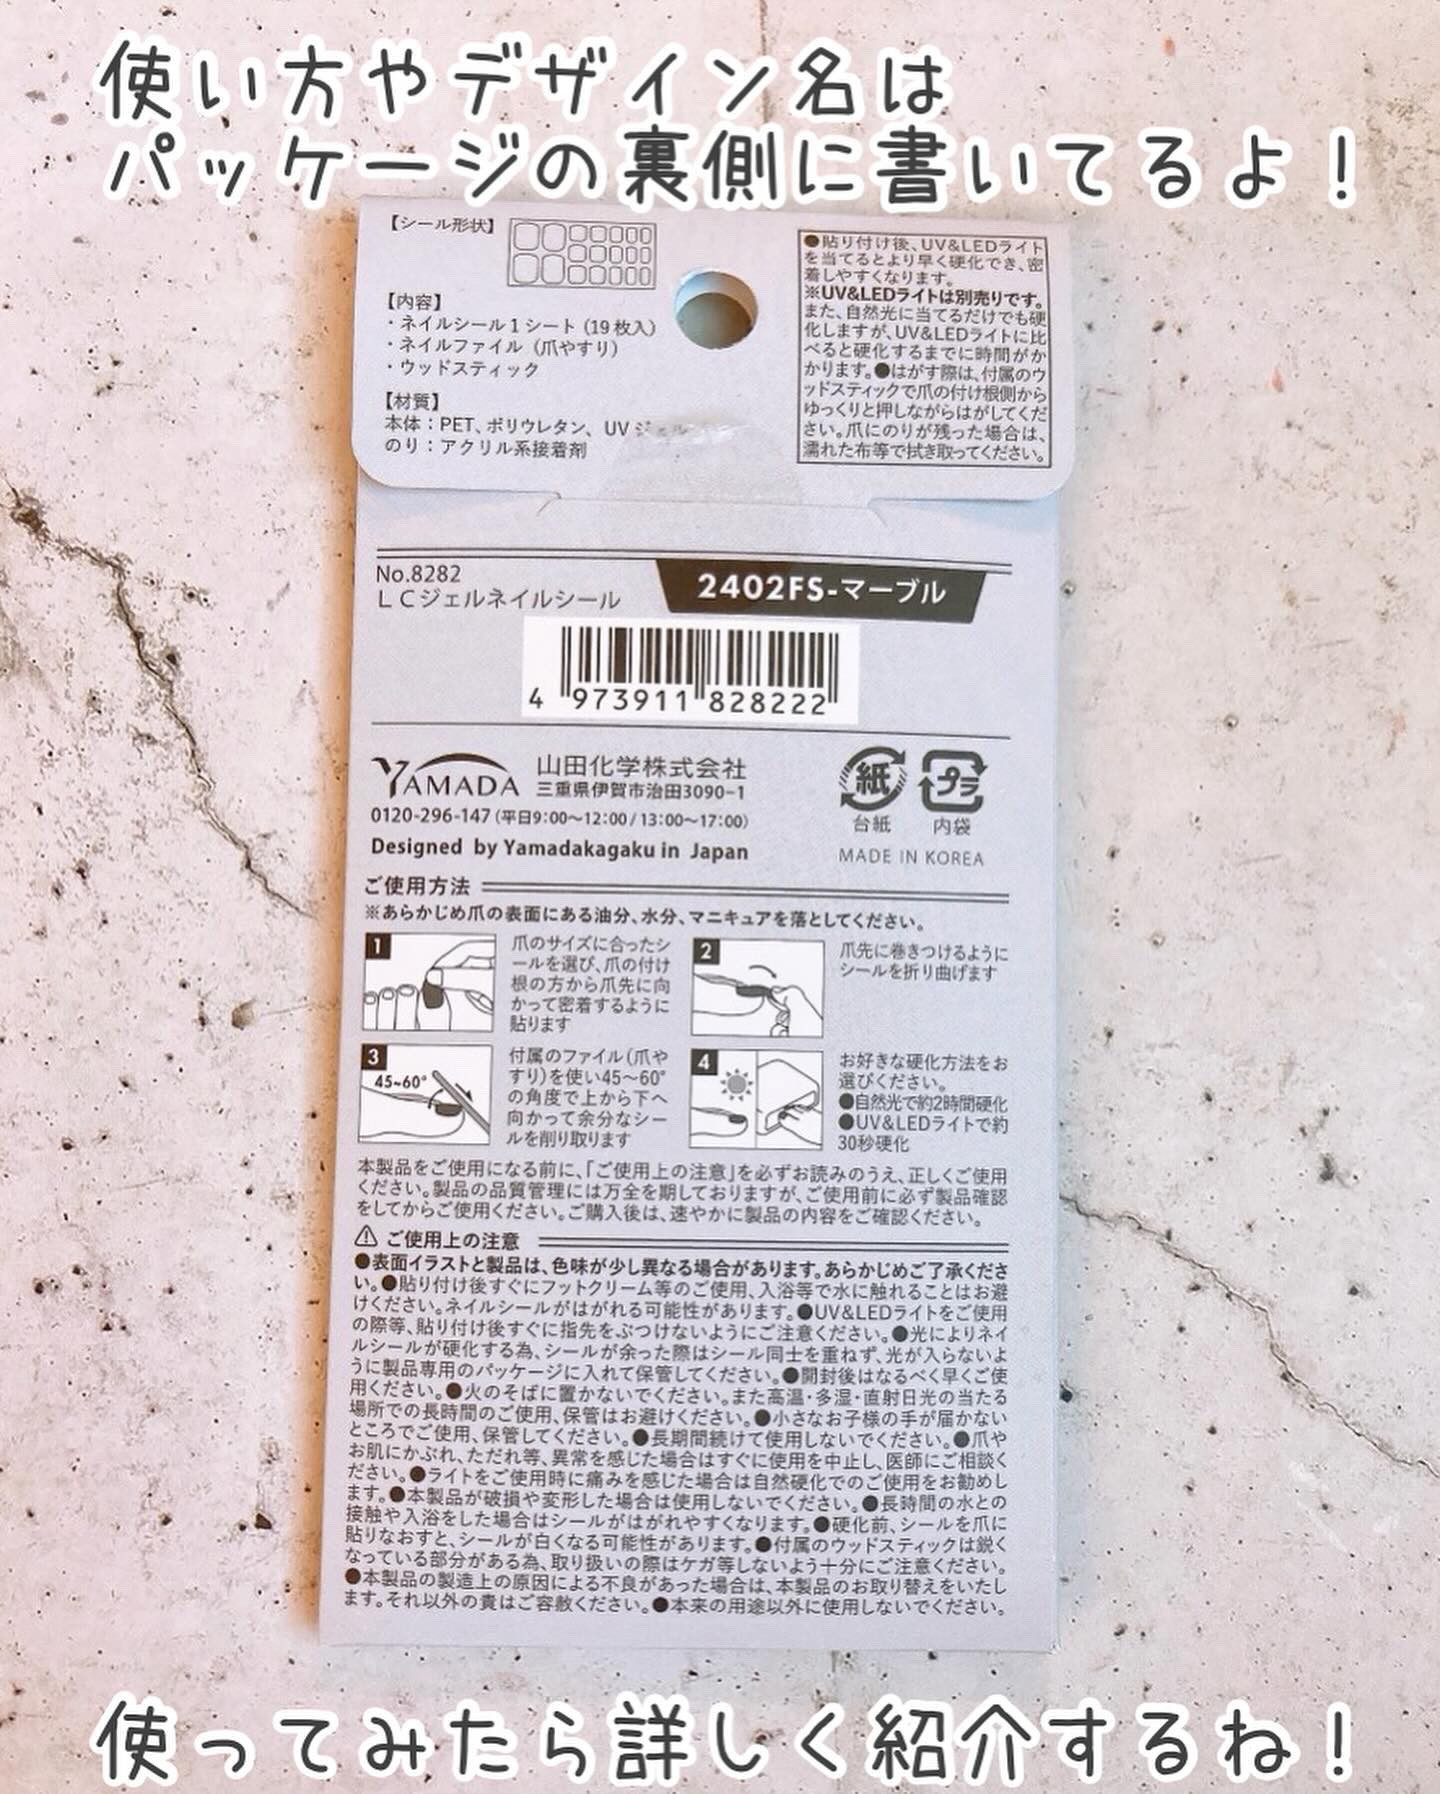 使い方やデザイン名は
パッケージの裏側に書いてるよ！
【シール形状】
【内容】
・ネイルシール1シート（19枚入）
・ネイルファイル（爪やすり）
・ウッドスティック
【材質】
本体：PET、ポリウレタン、UVジェル
のり：アクリル系接着剤
●貼り付け後、UV&LEDライト
を当てるとより早く硬化でき、密
着しやすくなります。
※UV&LEDライトは別売りです。
また、自然光に当てるだけでも硬
化しますが、UV&LEDライトに比
べると硬化するまでに時間がか
かります。●はがす際は、付属のウ
ッドスティックで爪の付け根側から
ゆっくりと押しながらはがしてくだ
さい。爪にのりが残った場合は、
濡れた布等で拭き取ってください。
No.8282
LCジェルネイルシール
2402FS-マーブル
4 973911 828222
YAMADA
山田化学株式会社
三重県伊賀市治田3090-1
0120-296-147（平日9:00～12:00/13:00～17:00）
Designed by Yamadakagaku in Japan
紙
台紙
プラ
内袋
MADE IN KOREA
ご使用方法
※あらかじめ爪の表面にある油分、水分、マニキュアを落としてください。
1
爪のサイズに合ったシ
ールを選び、爪の付け
根の方から爪先に向
かって密着するように
貼ります
2
爪先に巻きつけるように
シールを折り曲げます
3
45~60°
付属のファイル（爪や
すり）を使い45～60°
の角度で上から下へ
向かって余分なシー
ルを削り取ります
4
お好きな硬化方法をお
選びください。
●自然光で約2時間硬化
●UV&LEDライトで約
30秒硬化
本製品をご使用になる前に、「ご使用上の注意」を必ずお読みのうえ、正しくご使用
ください。製品の品質管理には万全を期しておりますが、ご使用前に必ず製品確認
をしてからご使用ください。ご購入後は、速やかに製品の内容をご確認ください。
⚠ ご使用上の注意
●表面イラストと製品は、色味が少し異なる場合があります。あらかじめご了承くださ
い。●貼り付け後すぐにフットクリーム等のご使用、入浴等で水に触れることはお避
けください。ネイルシールがはがれる可能性があります。●UV&LEDライトをご使用
の際等、貼り付け後すぐに指先をぶつけないようにご注意ください。●光によりネイ
ルシールが硬化する為、シールが余った際はシール同士を重ねず、光が入らないよ
うに製品専用のパッケージに入れて保管してください。●開封後はなるべく早くご使
用ください。●火のそばに置かないでください。また高温・多湿・直射日光の当たる
場所での長時間のご使用、保管はお避けください。●小さなお子様の手が届かない
ところでご使用、保管してください。●長期間続けて使用しないでください。●爪や
お肌にかぶれ、ただれ等、異常を感じた場合はすぐに使用を中止し、医師にご相談く
ださい。●ライトをご使用時に痛みを感じた場合は自然硬化でのご使用をお勧めし
ます。●本製品が破損や変形した場合は使用しないでください。●長時間の水との
接触や入浴をした場合はシールがはがれやすくなります。●硬化前、シールを爪に
貼りなおすと、シールが白くなる可能性があります。●付属のウッドスティックは鋭く
なっている部分がある為、取り扱いの際はケガ等しないよう十分にご注意ください。
●本製品の製造上の原因による不良があった場合は、本製品のお取り替えをいたし
ます。それ以外の責はご容赦ください。●本来の用途以外に使用しないでください。
使ってみたら詳しく紹介するね！